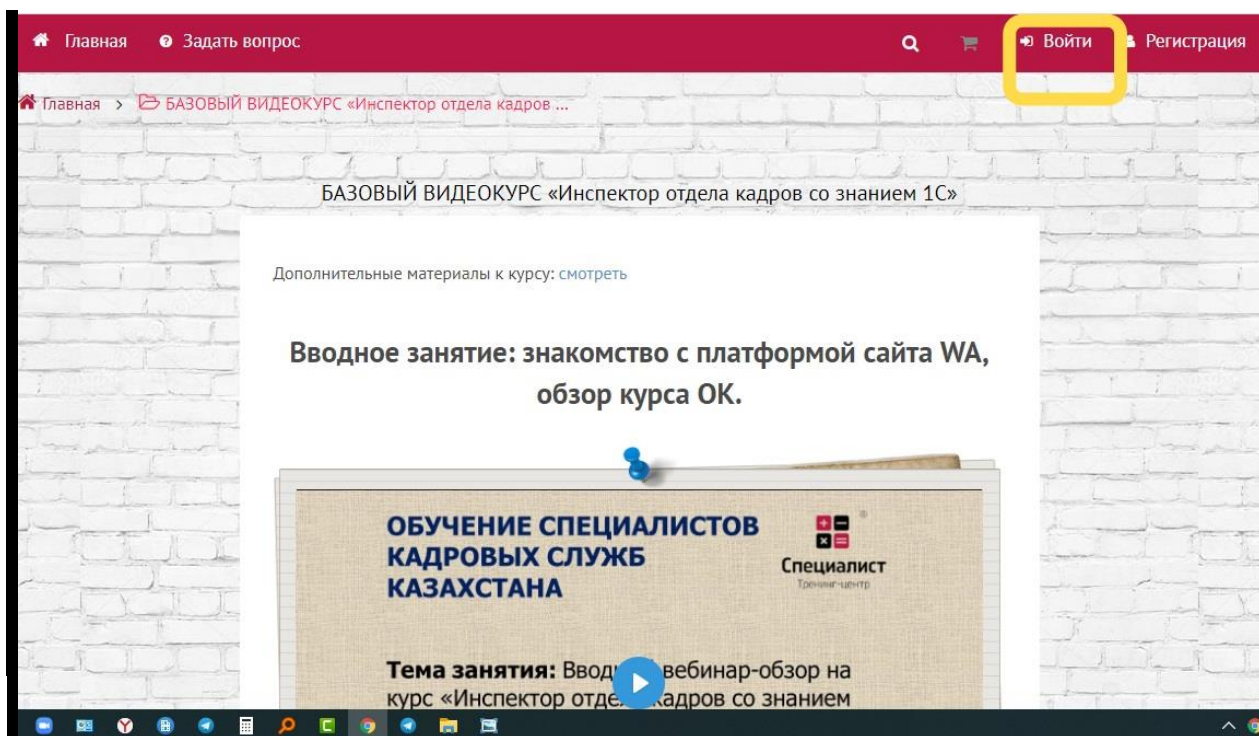 Главная Задать вопрос Войти Регистрация
Главная > БАЗОВЫЙ ВИДЕОКУРС «Инспектор отдела кадров ...
БАЗОВЫЙ ВИДЕОКУРС «Инспектор отдела кадров со знанием 1С»
Дополнительные материалы к курсу: смотреть
Вводное занятие: знакомство с платформой сайта WA,
обзор курса ОК.
ОБУЧЕНИЕ СПЕЦИАЛИСТОВ
КАДРОВЫХ СЛУЖБ
КАЗАХСТАНА
Специалист
Тренинг-центр
Тема занятия: Вводный вебинар-обзор на
курс «Инспектор отдела кадров со знанием